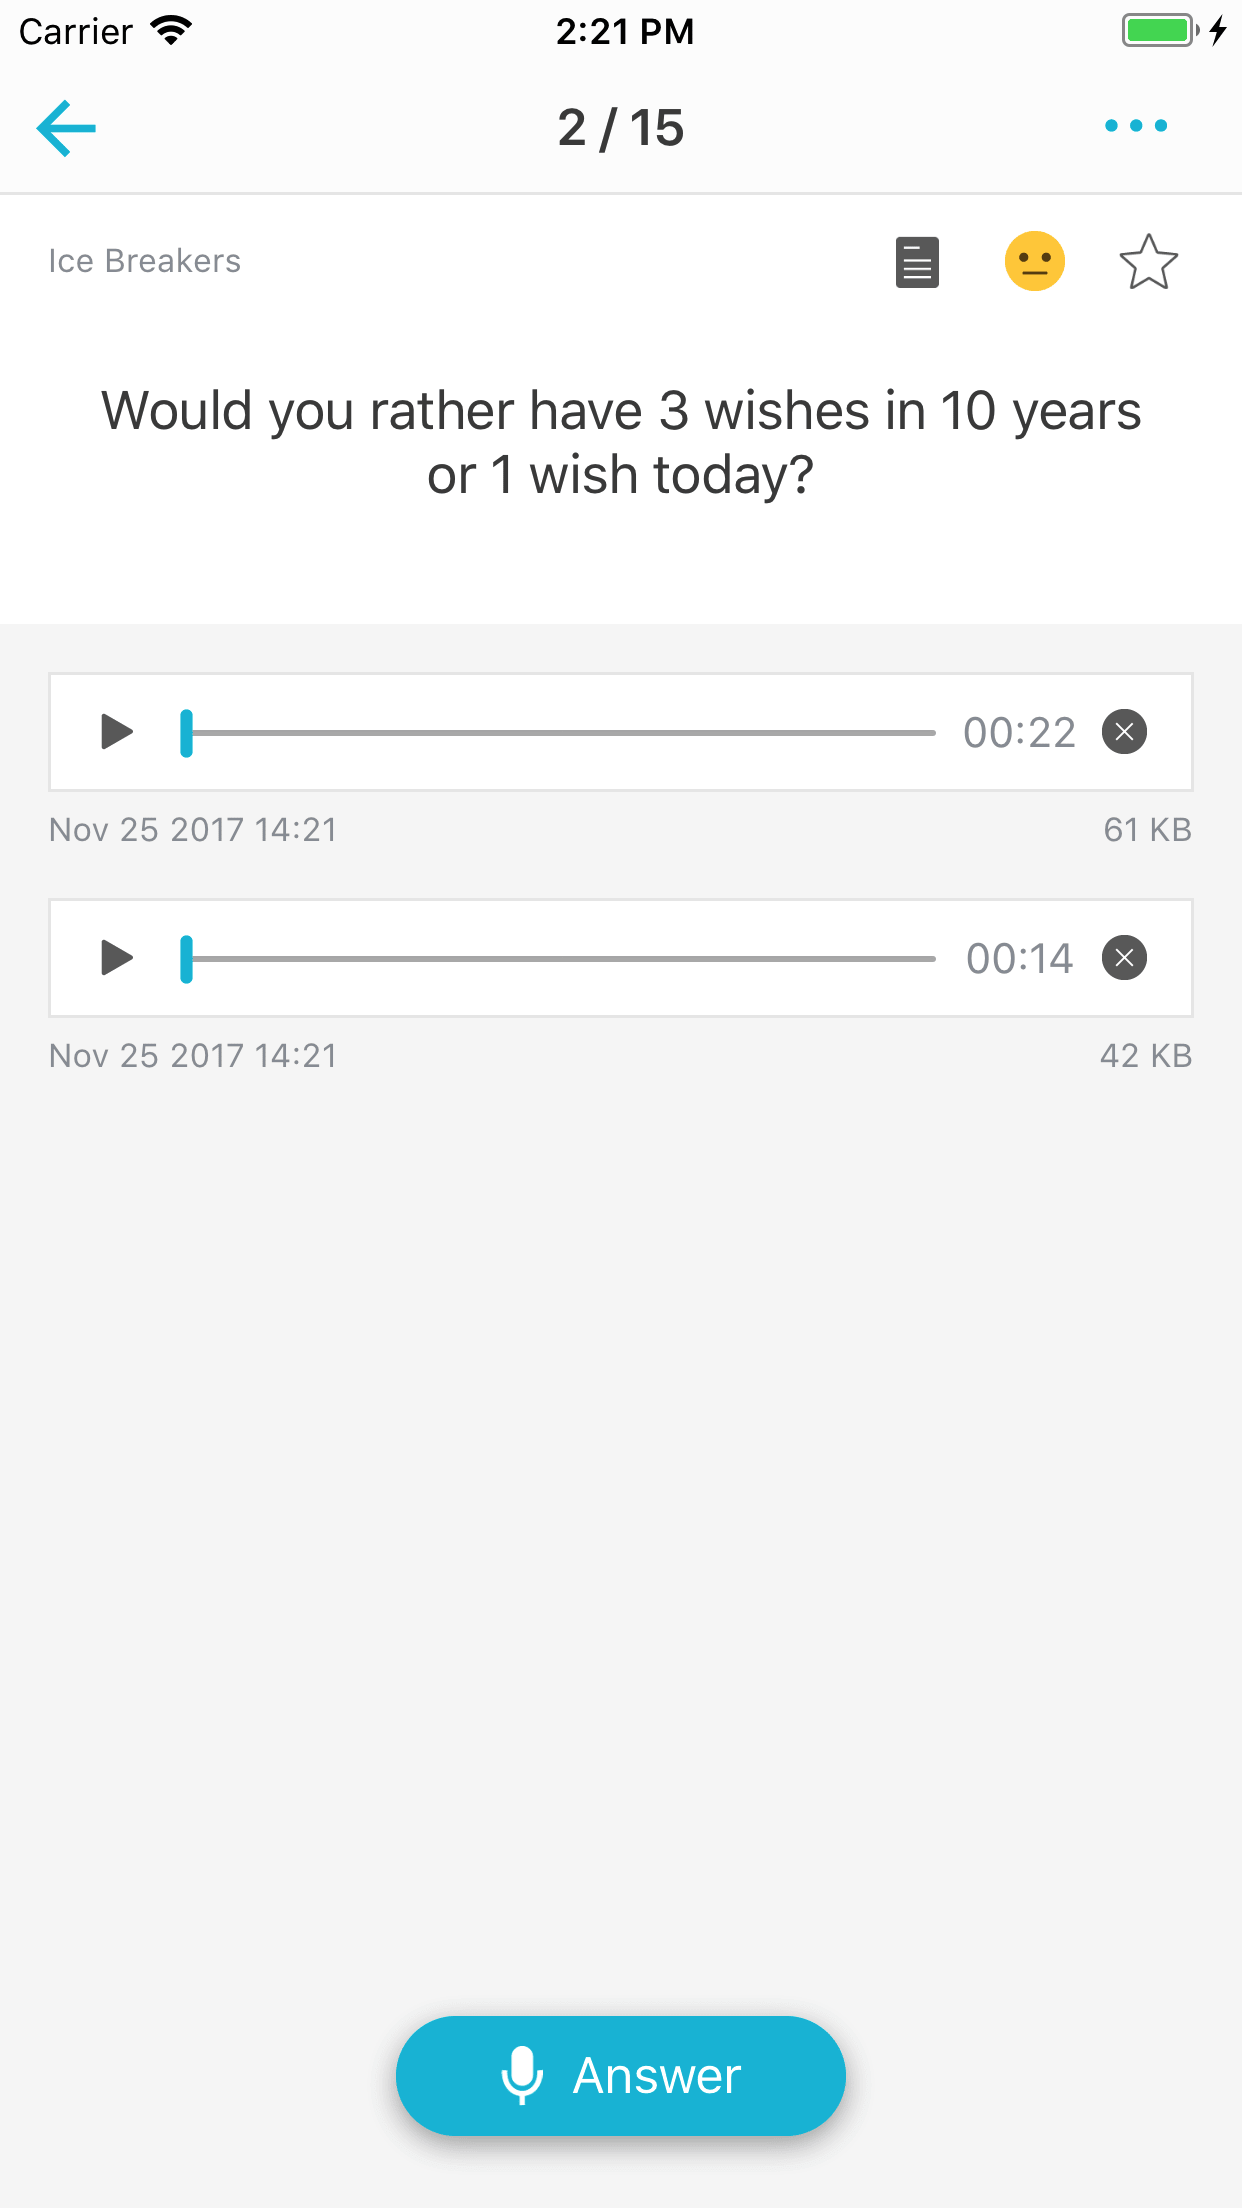 Carrier 2:21 PM
2 / 15
Ice Breakers
Would you rather have 3 wishes in 10 years
or 1 wish today?
00:22
Nov 25 2017 14:21 61 KB
00:14
Nov 25 2017 14:21 42 KB
Answer